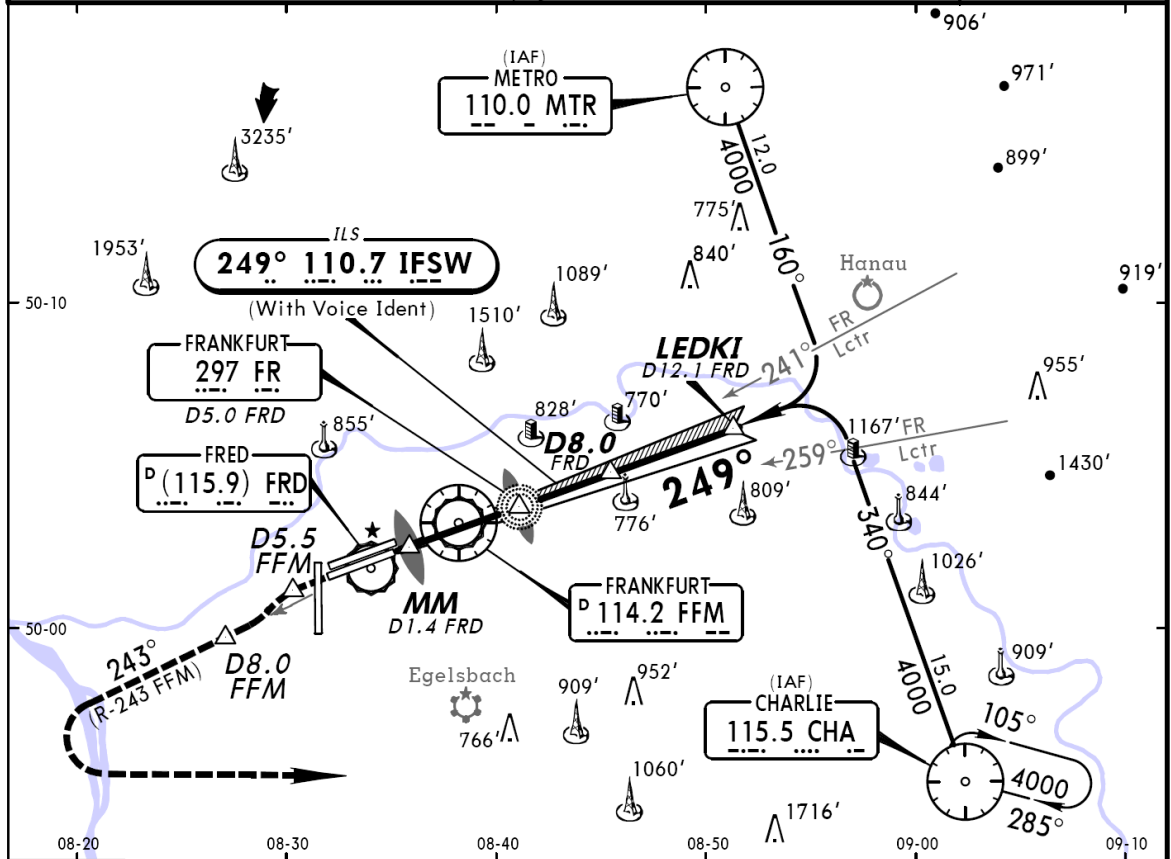 906'
(IAF)
METRO
110.0 MTR
971'
3235'
12.0
4000
899'
775'
1953'
ILS
249° 110.7 IFSW
(With Voice Ident)
840'
160°
Hanau
1089'
919'
50-10
1510'
FR
Lctr
FRANKFURT
297 FR
D5.0 FRD
LEDKI
D12.1 FRD
241°
955'
855'
828'
770'
D8.0
FRD
1167'
FR
Lctr
259°
249°
1430'
FRED
D (115.9) FRD
776'
809'
844'
D5.5
FFM
340°
MM
D1.4 FRD
FRANKFURT
D 114.2 FFM
1026'
50-00
243°
(R-243 FFM)
D8.0
FFM
Egelsbach
766'
909'
952'
909'
15.0
4000
(IAF)
CHARLIE
115.5 CHA
105°
4000
285°
1060'
1716'
08-20
08-30
08-40
08-50
09-00
09-10